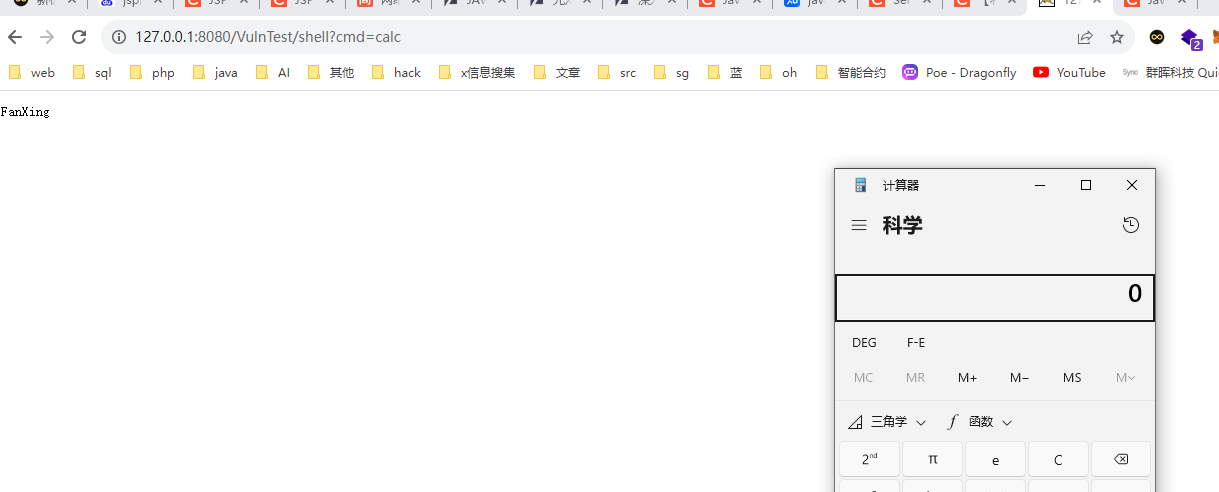 127.0.0.1:8080/VulnTest/shell?cmd=calc
web sql php java AI 其他 hack x信息搜集 文章 src sg 蓝 oh 智能合约 Poe - Dragonfly YouTube Sync 群晖科技 Qui
2
FanXing
计算器
科学
0
DEG F-E
MC MR M+ M− MS M
三角学 函数
2nd π e C